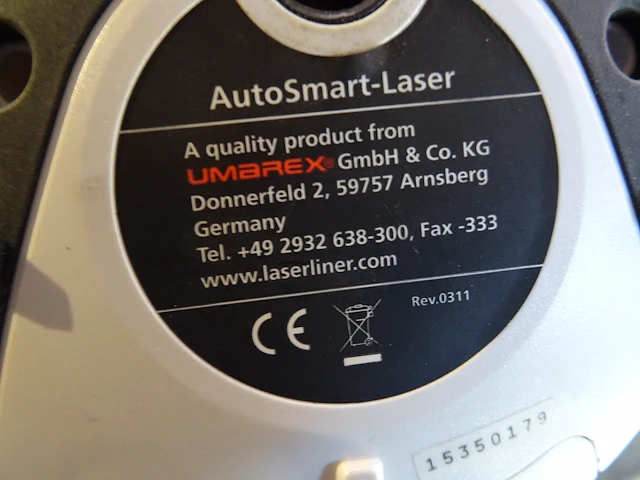 AutoSmart-Laser
A quality product from
UMAREX® GmbH & Co. KG
Donnerfeld 2, 59757 Arnsberg
Germany
Tel. +49 2932 638-300, Fax -333
www.laserliner.com
CE
Rev.0311
15350179